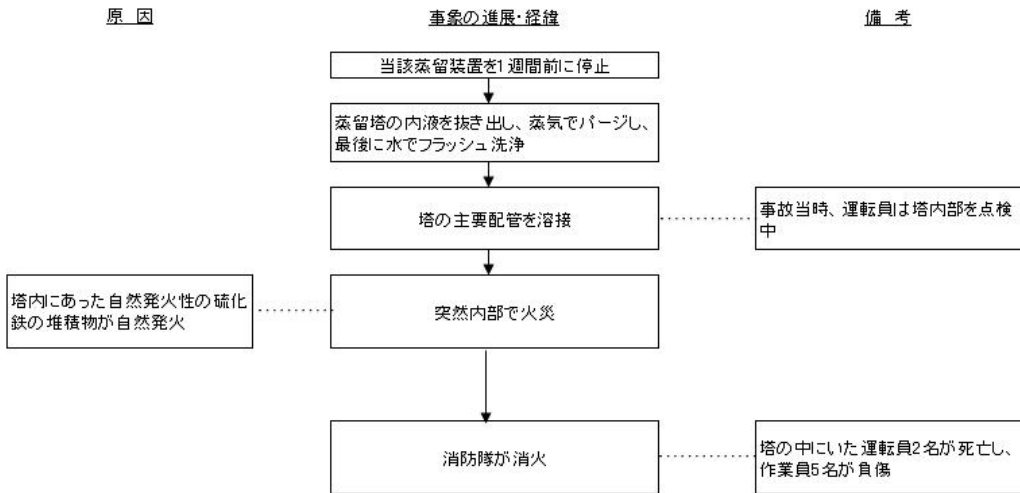 原　因
事象の進展・経緯
備　考
当該蒸留装置を1週間前に停止
蒸留塔の内液を抜き出し、蒸気でパージし、
最後に水でフラッシュ洗浄
塔の主要配管を溶接
事故当時、運転員は塔内部を点検
中
塔内にあった自然発火性の硫化
鉄の堆積物が自然発火
突然内部で火災
消防隊が消火
塔の中にいた運転員2名が死亡し、
作業員5名が負傷